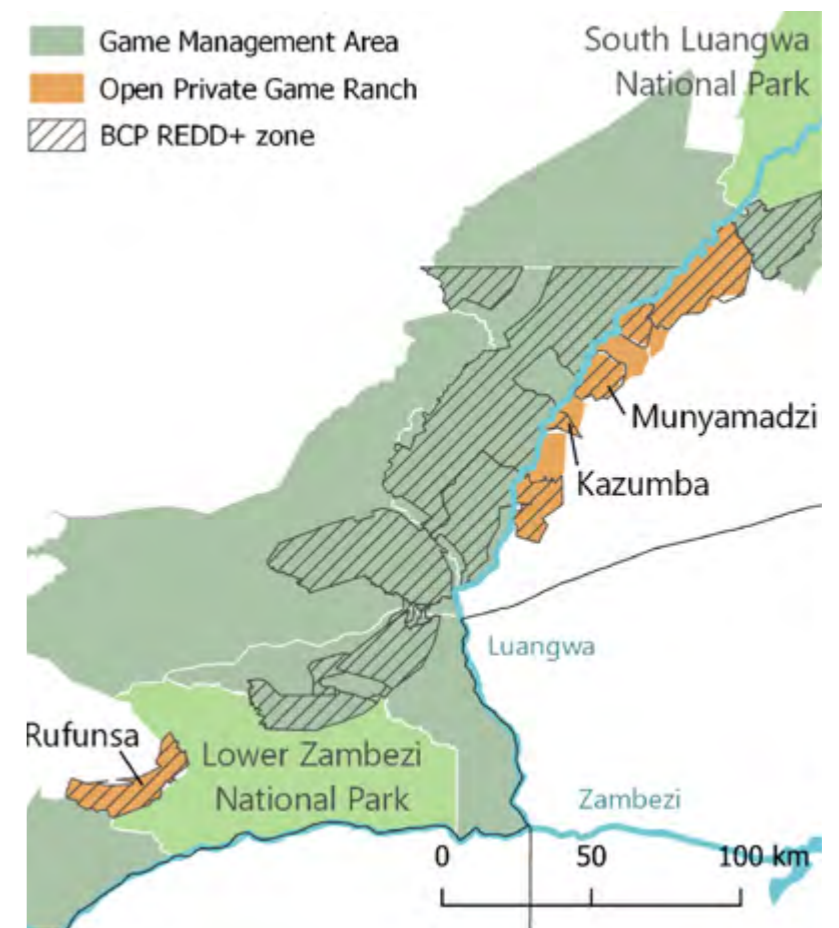 Game Management Area
Open Private Game Ranch
BCP REDD+ zone
South Luangwa
National Park
Munyamadzi
Kazumba
Luangwa
Rufunsa
Lower Zambezi
National Park
Zambezi
0 50 100 km